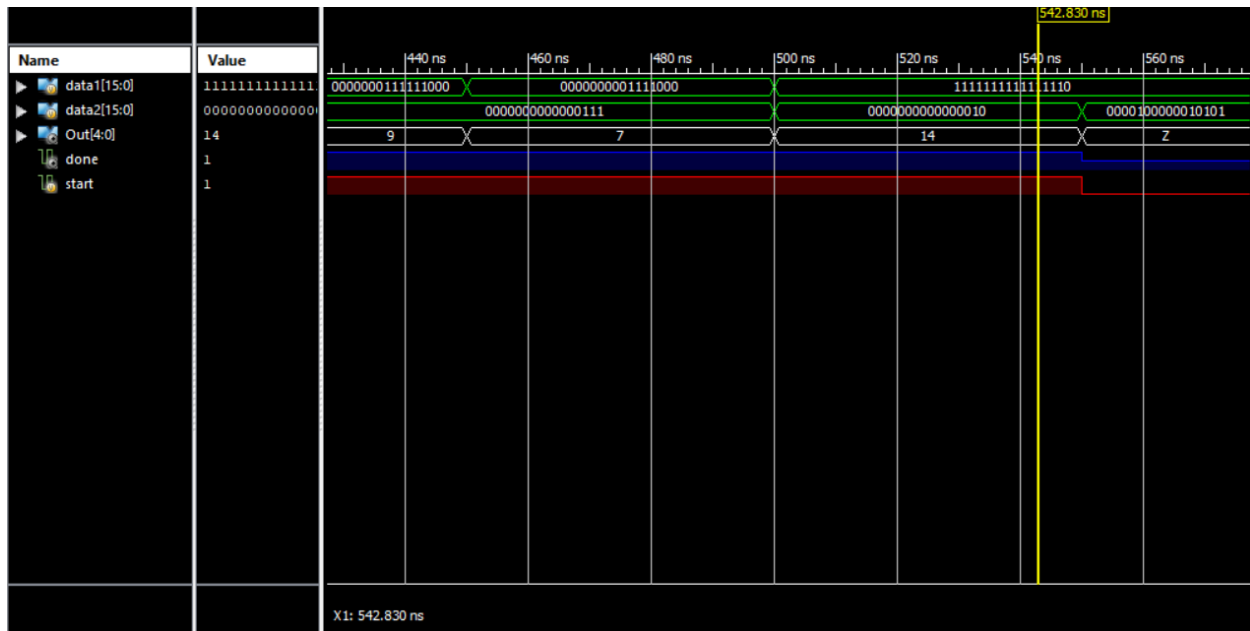 542.830 ns
Name Value 440 ns 460 ns 480 ns 500 ns 520 ns 540 ns 560 ns
data1[15:0] 11111111111111. 0000000111111000 0000000001111000 1111111111111110
data2[15:0] 000000000000000 0000000000000111 0000000000000010 0000100000010101
Out[4:0] 14 9 7 14 Z
done 1
start 1
X1: 542.830 ns